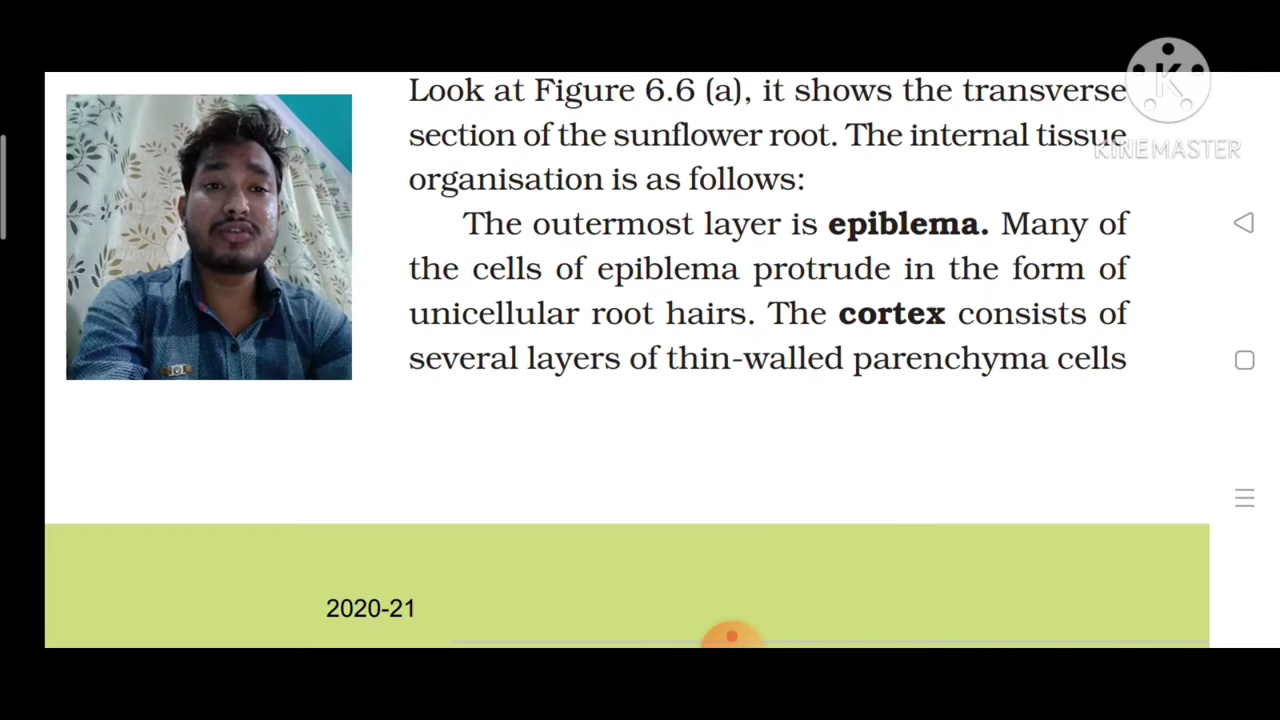 Look at Figure 6.6 (a), it shows the transverse
section of the sunflower root. The internal tissue
organisation is as follows:
The outermost layer is epiblema. Many of
the cells of epiblema protrude in the form of
unicellular root hairs. The cortex consists of
several layers of thin-walled parenchyma cells
2020-21
K
KINEMASTER